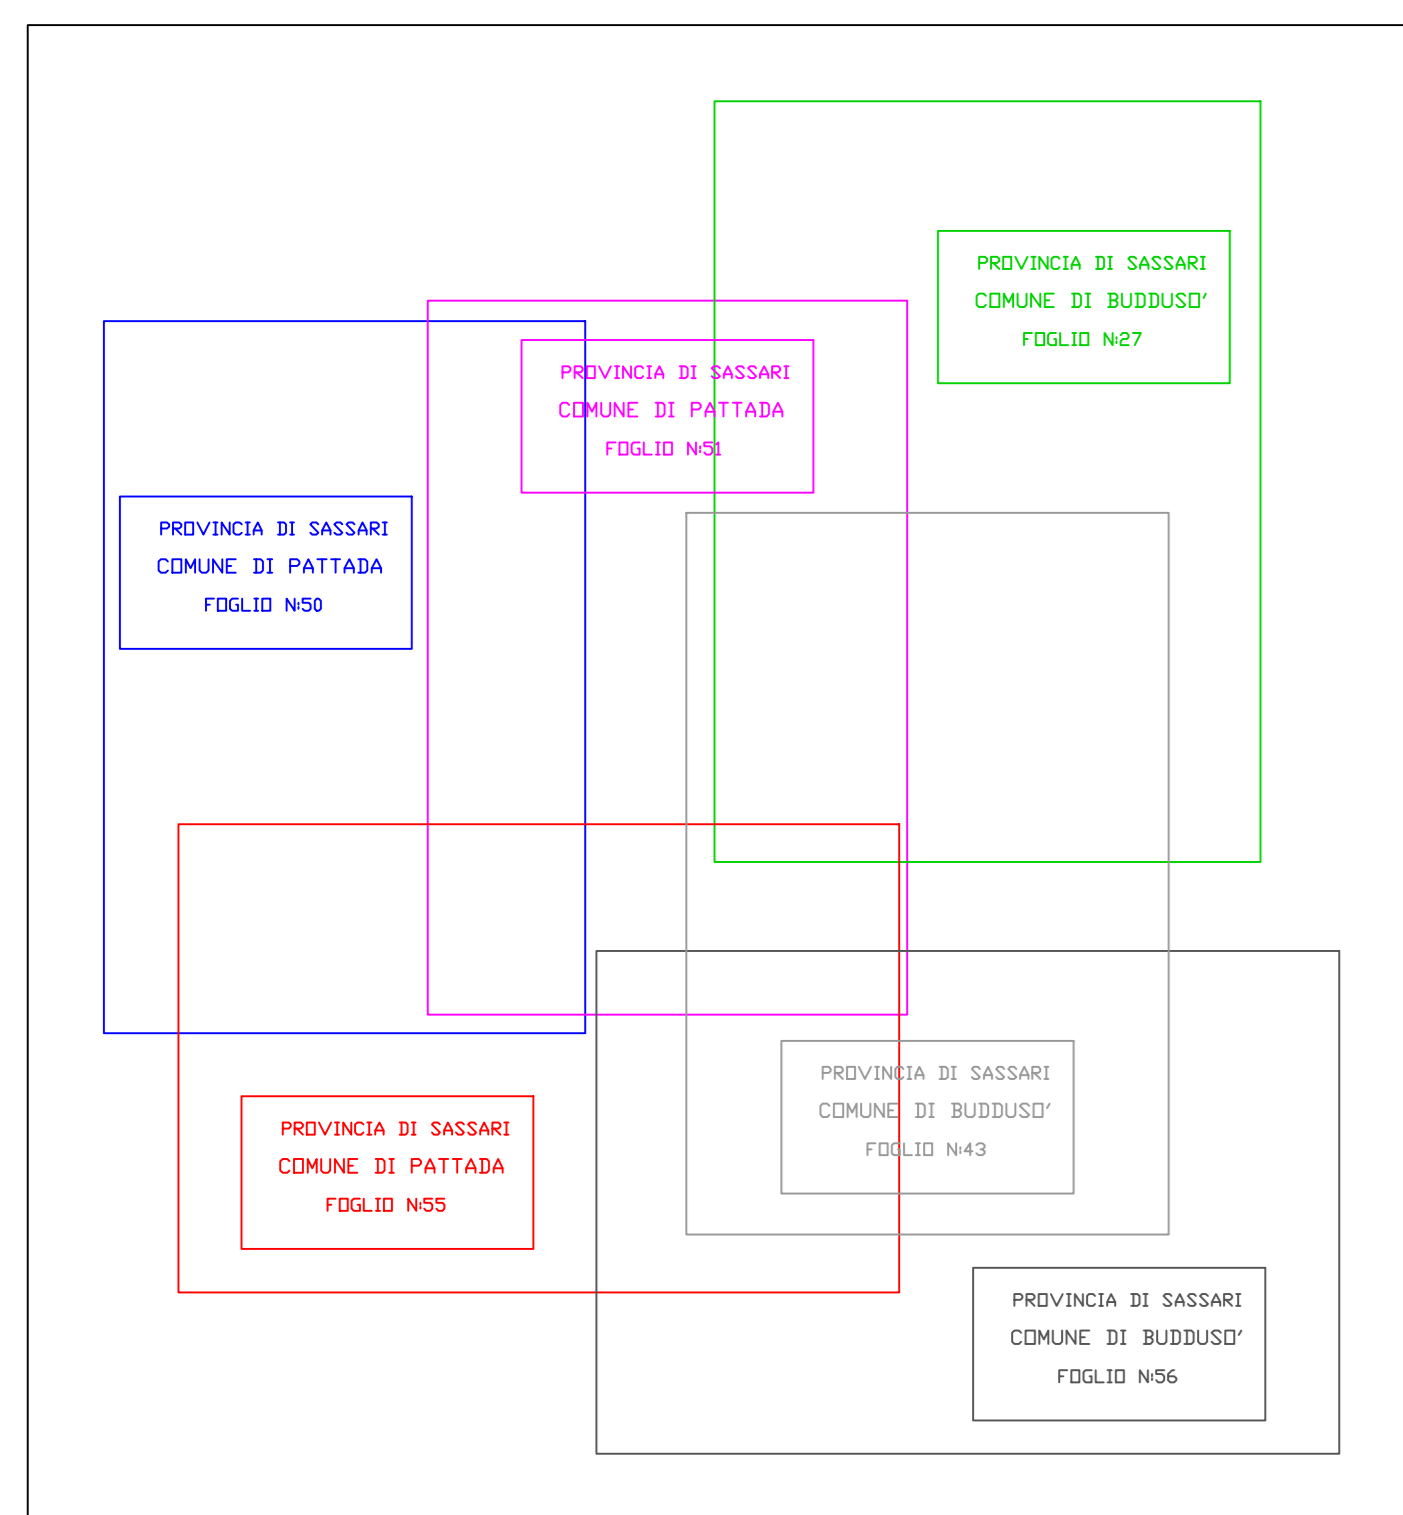 PROVINCIA DI SASSARI
COMUNE DI BUDDUSO'
FOGLIO N:27
PROVINCIA DI SASSARI
COMUNE DI PATTADA
FOGLIO N:51
PROVINCIA DI SASSARI
COMUNE DI PATTADA
FOGLIO N:50
PROVINCIA DI SASSARI
COMUNE DI BUDDUSO'
FOGLIO N:43
PROVINCIA DI SASSARI
COMUNE DI PATTADA
FOGLIO N:55
PROVINCIA DI SASSARI
COMUNE DI BUDDUSO'
FOGLIO N:56